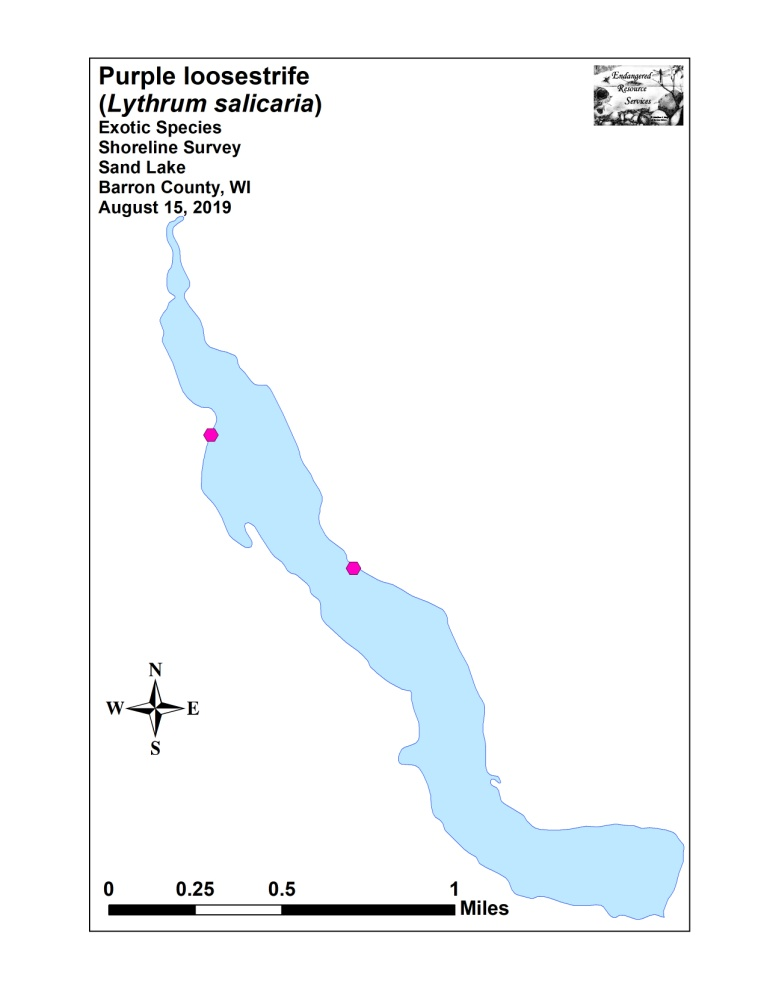 Purple loosestrife
(Lythrum salicaria)
Exotic Species
Shoreline Survey
Sand Lake
Barron County, WI
August 15, 2019
Endangered
Resource
Services
N
W E
S
0 0.25 0.5 1
Miles